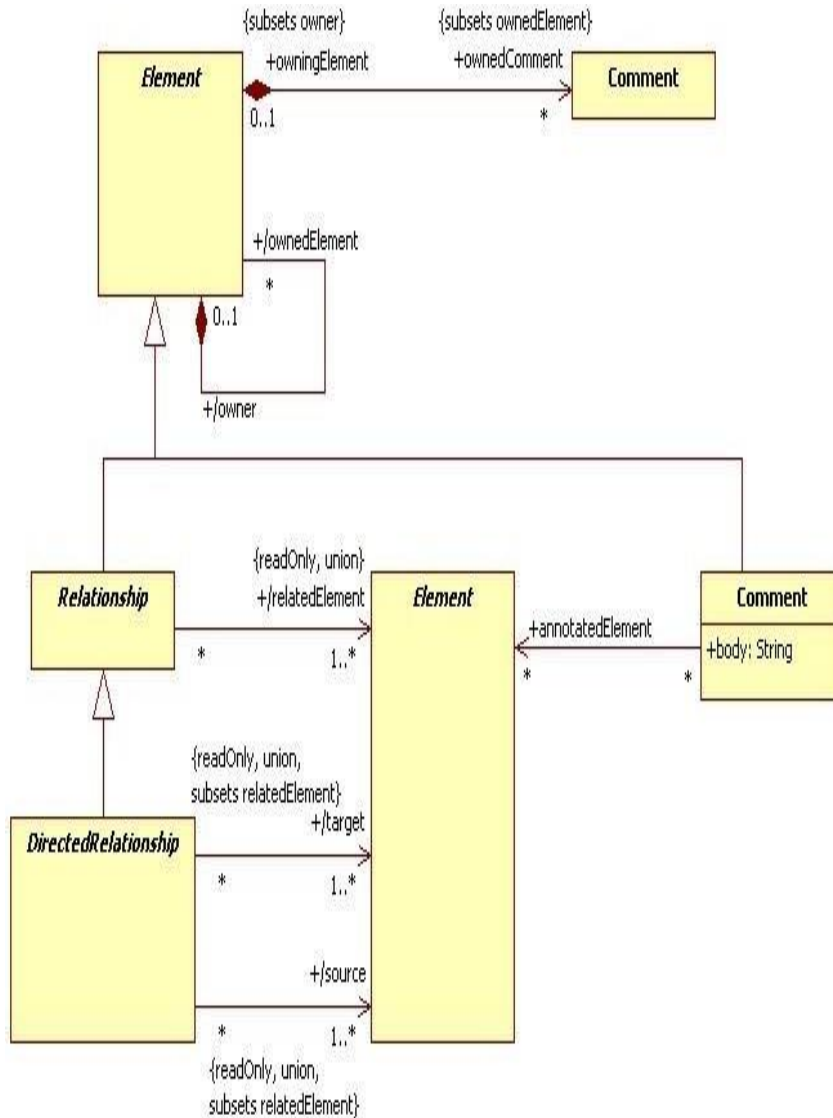 {subsets owner}
{subsets ownedElement}
Element
+owningElement
+ownedComment
Comment
0..1
*
+/ownedElement
*
0..1
+/owner
{readOnly, union}
Relationship
+/relatedElement
Element
Comment
+annotatedElement
+body: String
*
1..*
*
*
{readOnly, union,
subsets relatedElement}
+/target
DirectedRelationship
*
1..*
+/source
*
1..*
{readOnly, union,
subsets relatedElement}